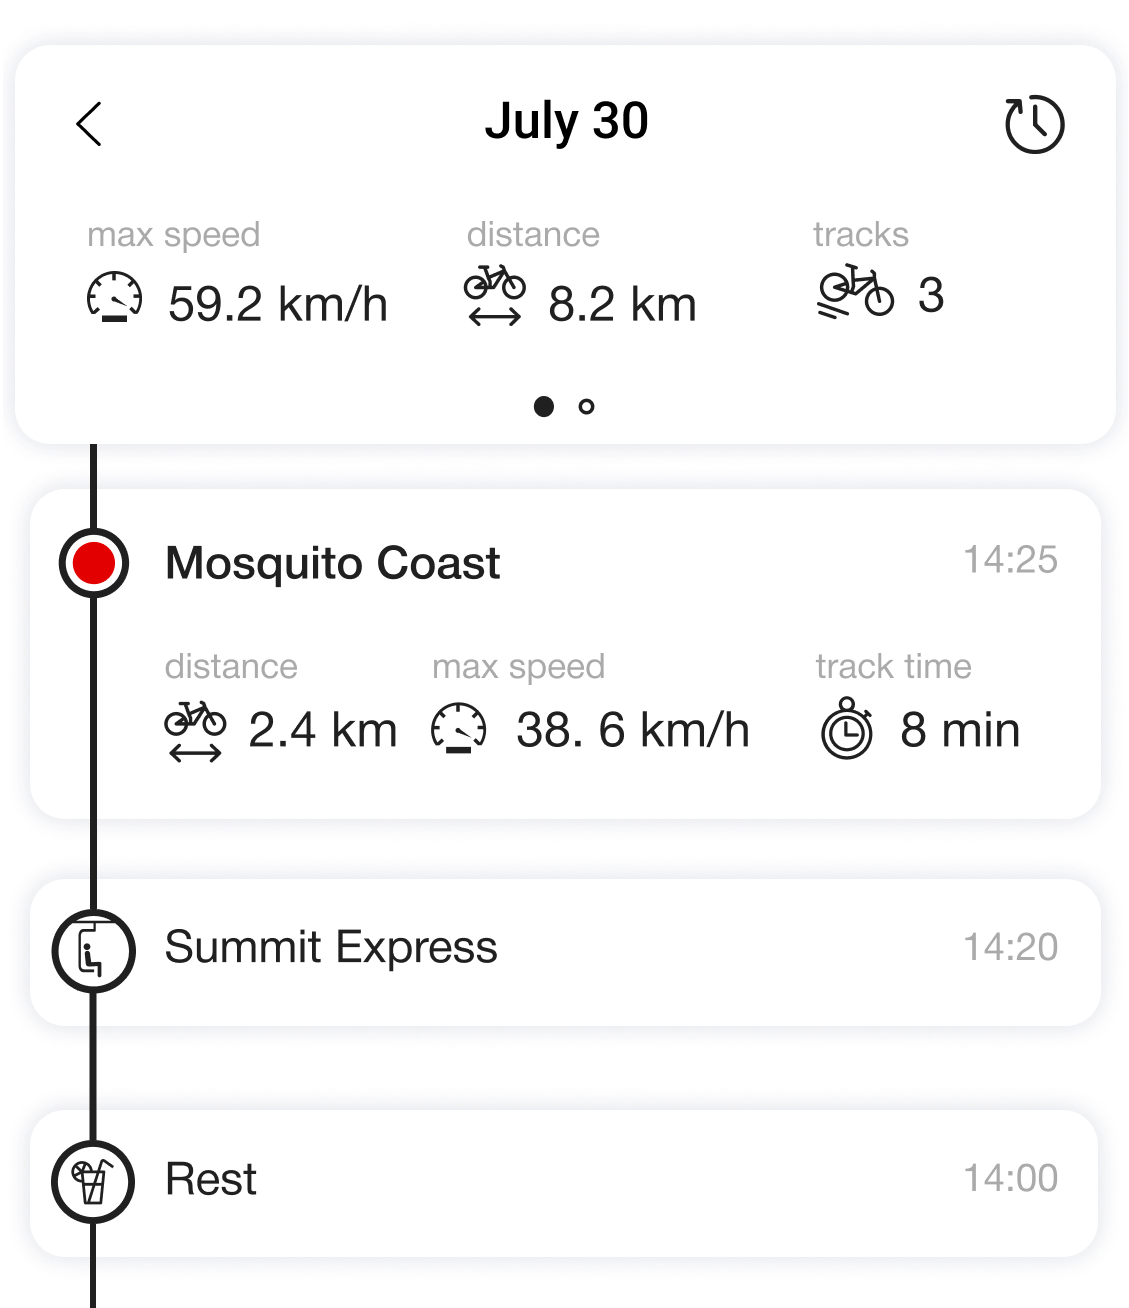 July 30
max speed distance tracks
59.2 km/h 8.2 km 3
Mosquito Coast 14:25
distance max speed track time
2.4 km 38. 6 km/h 8 min
Summit Express 14:20
Rest 14:00